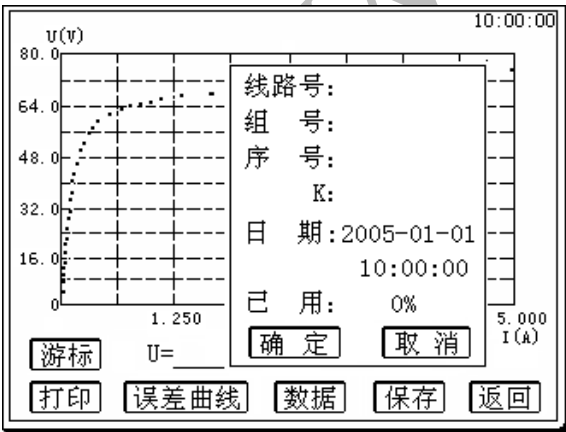 10:00:00
U(V)
80.0
64.0
48.0
32.0
16.0
0
1.250
5.000
I(A)
线路号:
组 号:
序 号:
K:
日 期:2005-01-01
10:00:00
已 用: 0%
确 定 取 消
游标 U=____
打印 误差曲线 数据 保存 返回